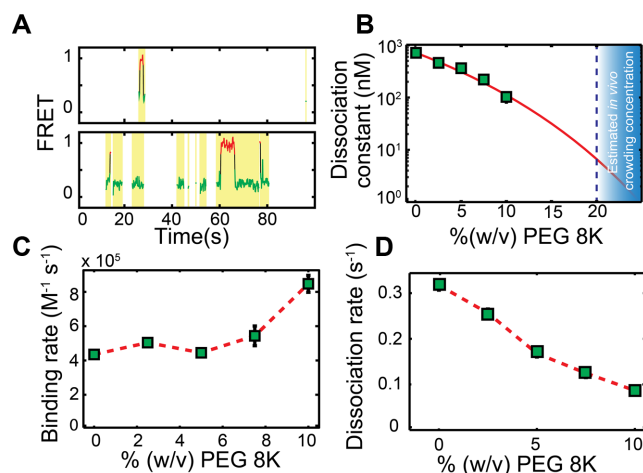 A
1
0
1
0
FRET
0
20
40
60
80
Time(s)
B
10³
10²
10¹
10⁰
Dissociation
constant (nM)
0
5
10
15
20
%(w/v) PEG 8K
Estimated in vivo
crowding concentration
C
x 10⁵
10
8
6
4
2
0
Binding rate (M⁻¹ s⁻¹)
0
2
4
6
8
10
% (w/v) PEG 8K
D
0.3
0.2
0.1
0
Dissociation rate (s⁻¹)
0
5
10
% (w/v) PEG 8K